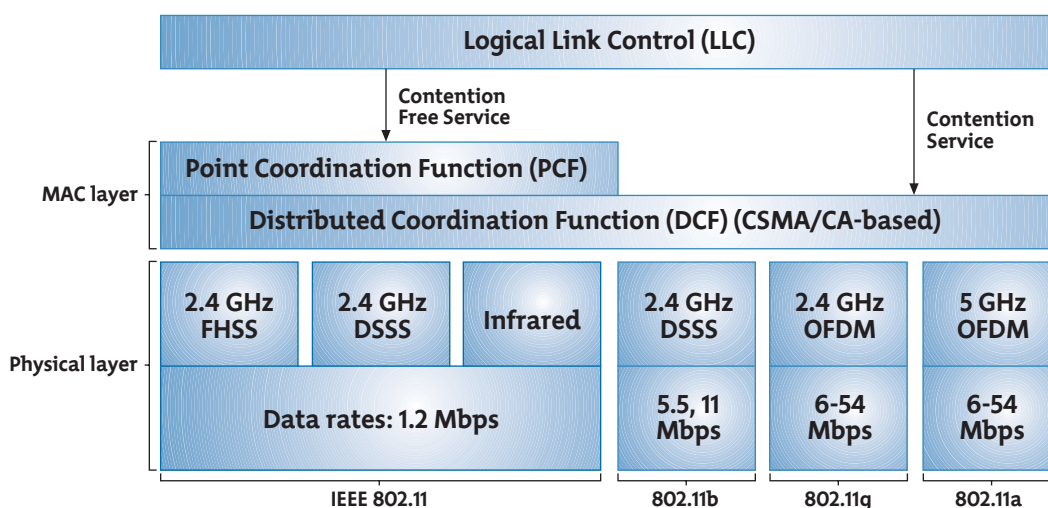 Logical Link Control (LLC)
Contention
Free Service
Contention
Service
MAC layer
Point Coordination Function (PCF)
Distributed Coordination Function (DCF) (CSMA/CA-based)
Physical layer
2.4 GHz
FHSS
2.4 GHz
DSSS
Infrared
2.4 GHz
DSSS
2.4 GHz
OFDM
5 GHz
OFDM
Data rates: 1.2 Mbps
5.5, 11
Mbps
6-54
Mbps
6-54
Mbps
IEEE 802.11
802.11b
802.11g
802.11a